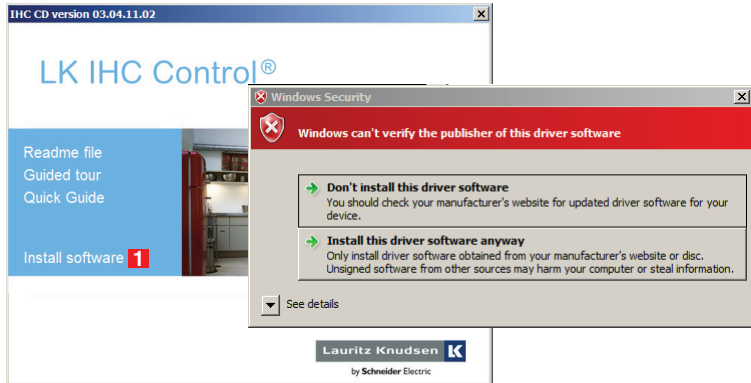 IHC CD version 03.04.11.02
LK IHC Control®
Readme file
Guided tour
Quick Guide
Install software 1
Lauritz Knudsen
by Schneider Electric
Windows Security
Windows can't verify the publisher of this driver software
Don't install this driver software
You should check your manufacturer's website for updated driver software for your
device.
Install this driver software anyway
Only install driver software obtained from your manufacturer's website or disc.
Unsigned software from other sources may harm your computer or steal information.
See details